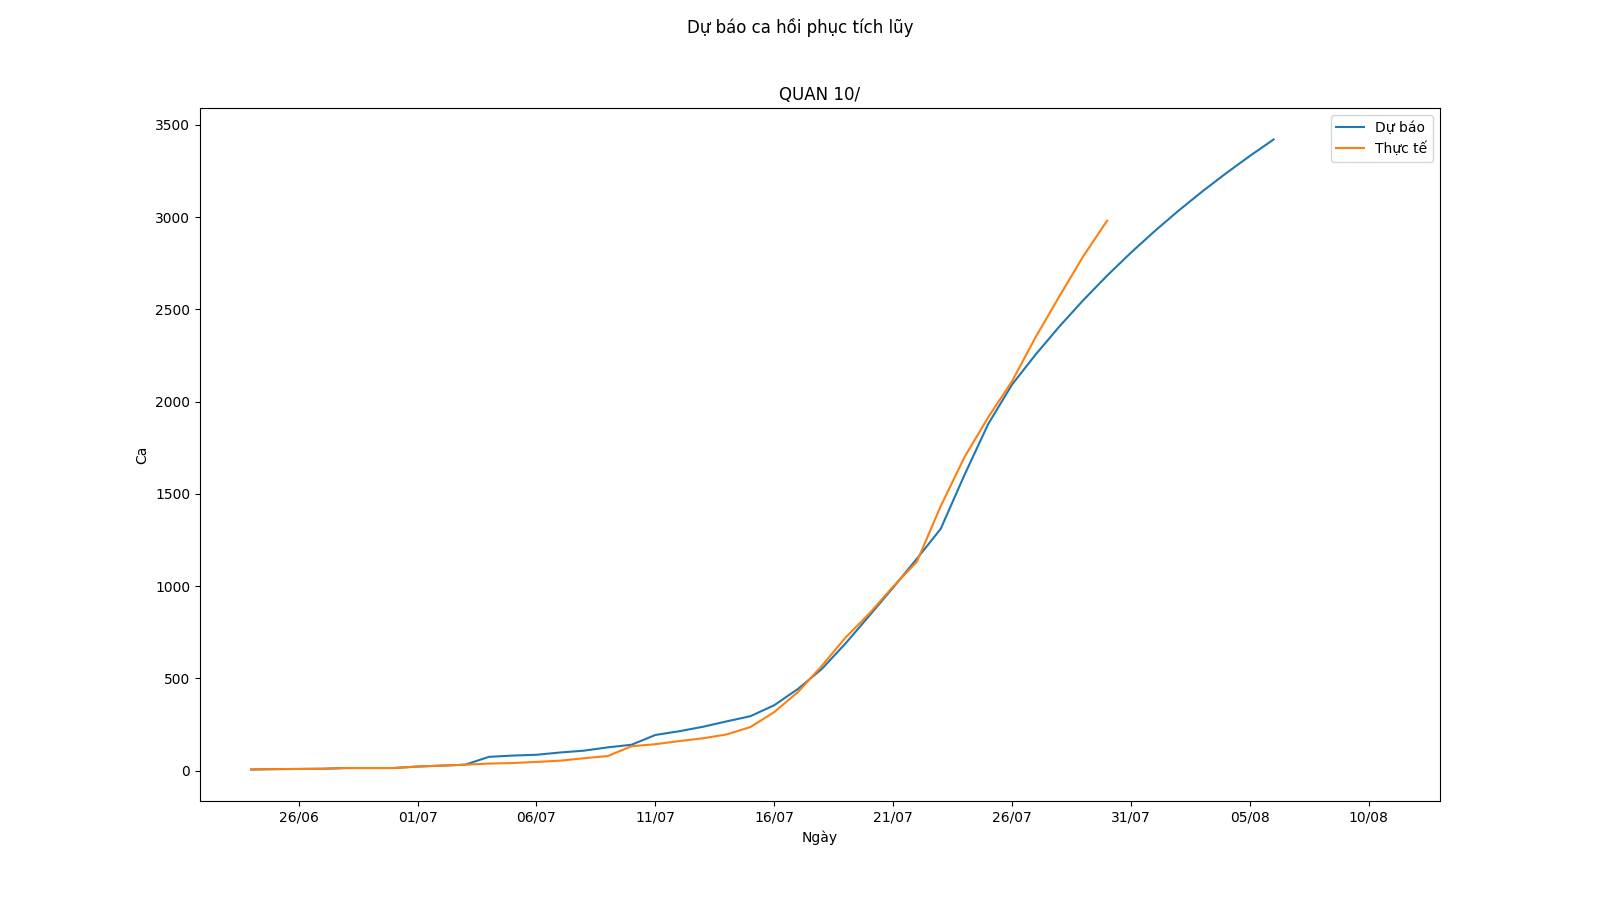 Dự báo ca hồi phục tích lũy
QUAN 10/
Dự báo
Thực tế
3500
3000
2500
2000
1500
1000
500
0
Ca
26/06 01/07 06/07 11/07 16/07 21/07 26/07 31/07 05/08 10/08
Ngày